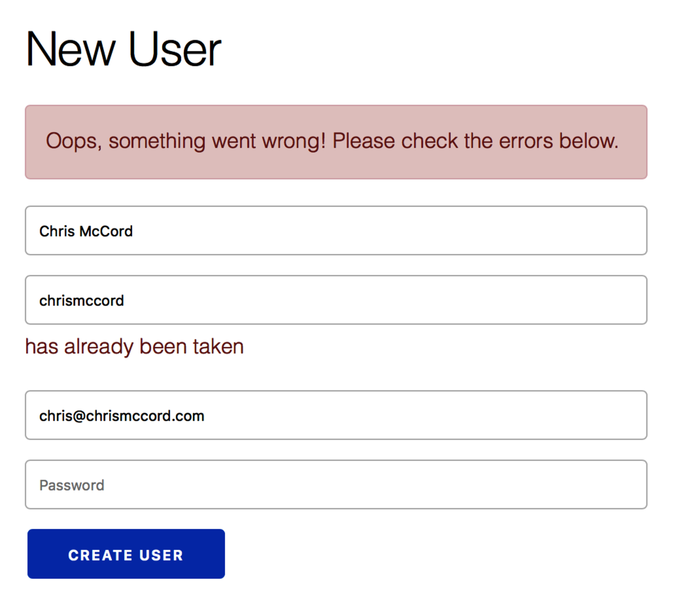 New User
Oops, something went wrong! Please check the errors below.
Chris McCord
chrismccord
has already been taken
chris@chrismccord.com
Password
CREATE USER